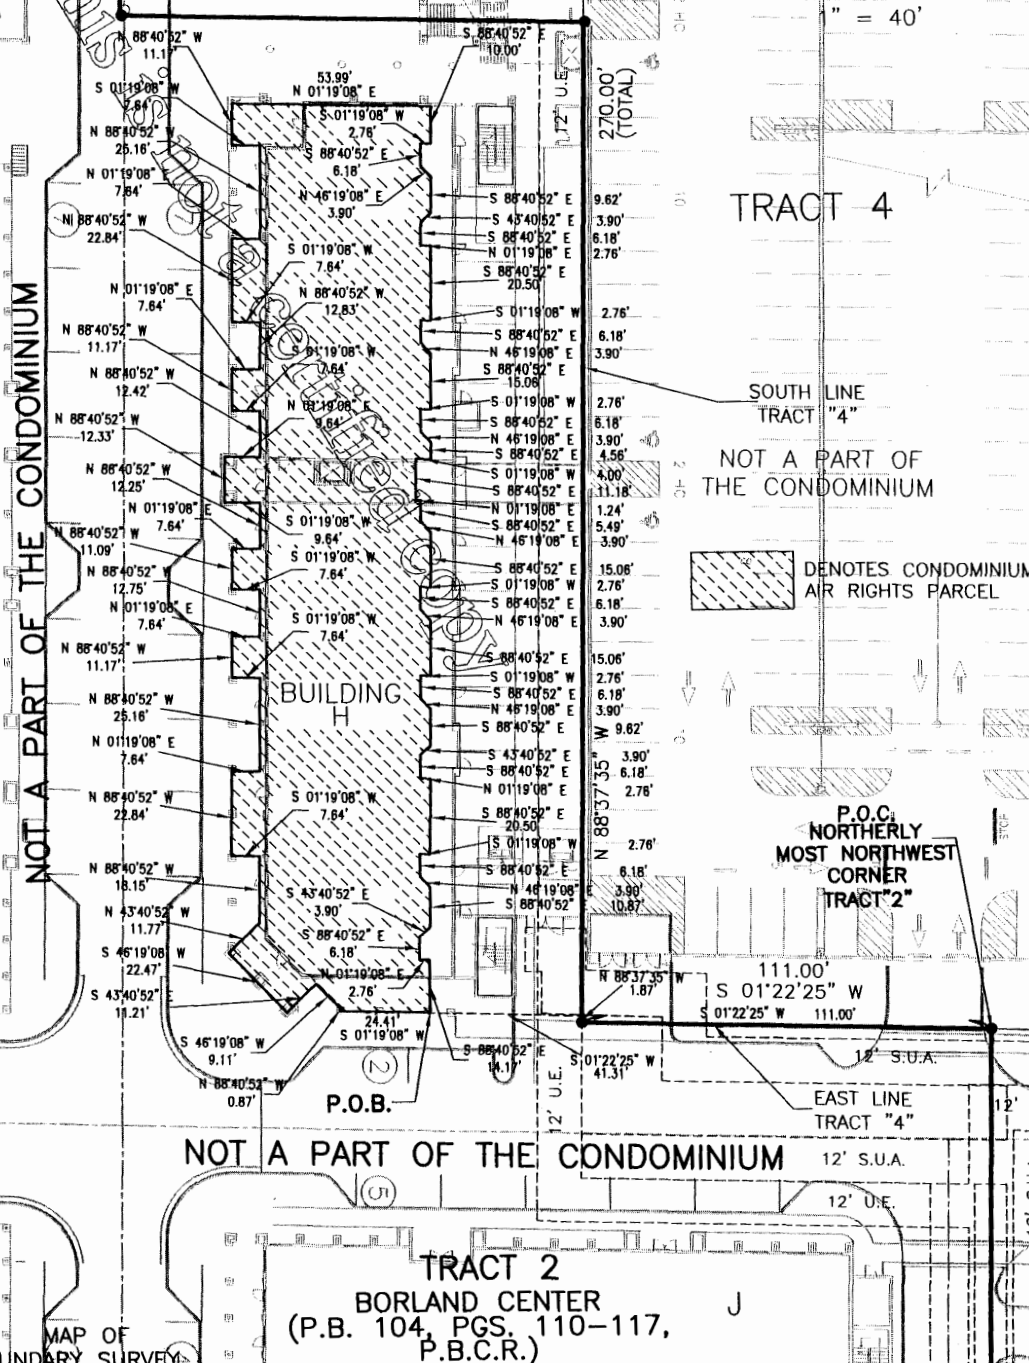 1" = 40'
N 88°40'52" W
11.17'
S 88°40'52" E
10.00'
53.99'
N 01°19'08" E
S 01°19'08" W
7.64'
S 01°19'08" W
2.76'
12' U.E.
270.00'
(TOTAL)
N 88°40'52" W
25.16'
S 88°40'52" E
6.18'
N 01°19'08" E
7.64'
N 46°19'08" E
3.90'
S 88°40'52" E 9.62'
TRACT 4
N 88°40'52" W
22.84'
S 43°40'52" E 3.90'
S 88°40'52" E 6.18'
N 01°19'08" E 2.76'
S 01°19'08" W
7.64'
S 88°40'52" E
20.50'
N 01°19'08" E
7.64'
N 88°40'52" W
12.83'
S 01°19'08" W 2.76'
N 88°40'52" W
11.17'
S 88°40'52" E 6.18'
S 01°19'08" W
7.64'
N 46°19'08" E 3.90'
N 88°40'52" W
12.42'
S 88°40'52" E
15.06'
SOUTH LINE
TRACT "4"
N 01°19'08" E
9.64'
S 01°19'08" W 2.76'
N 88°40'52" W
12.33'
S 88°40'52" E 6.18'
N 46°19'08" E 3.90'
S 88°40'52" E 4.56'
NOT A PART OF
THE CONDOMINIUM
N 88°40'52" W
12.25'
S 01°19'08" W 4.00'
S 88°40'52" E 11.18'
N 01°19'08" E
7.64'
N 01°19'08" E 1.24'
S 01°19'08" W
9.64'
S 88°40'52" E 5.49'
N 46°19'08" E 3.90'
N 88°40'52" W
11.09'
S 01°19'08" W
7.64'
S 88°40'52" E 15.06'
DENOTES CONDOMINIUM
AIR RIGHTS PARCEL
N 88°40'52" W
12.75'
S 01°19'08" W 2.76'
S 88°40'52" E 6.18'
N 01°19'08" E
7.64'
S 01°19'08" W
7.64'
N 46°19'08" E 3.90'
N 88°40'52" W
11.17'
S 88°40'52" E 15.06'
S 01°19'08" W 2.76'
S 88°40'52" E 6.18'
N 46°19'08" E 3.90'
BUILDING
H
N 88°40'52" W
25.16'
S 88°40'52" E 9.62'
N 01°19'08" E
7.64'
S 43°40'52" E 3.90'
S 88°40'52" E 6.18'
N 01°19'08" E 2.76'
N 88°37'35" W
N 88°40'52" W
22.84'
S 01°19'08" W
7.64'
S 88°40'52" E
20.50'
S 01°19'08" W 2.76'
P.O.C.
NORTHERLY
MOST NORTHWEST
CORNER
TRACT "2"
N 88°40'52" W
18.15'
S 88°40'52" E 6.18'
N 46°19'08" E 3.90'
S 88°40'52" E 10.87'
S 43°40'52" E
3.90'
N 43°40'52" W
11.77'
S 88°40'52" E
6.18'
S 46°19'08" W
22.47'
N 01°19'08" E
2.76'
N 88°37'35" W
1.87'
111.00'
S 01°22'25" W
S 43°40'52" E
11.21'
24.41'
S 01°19'08" W
S 01°22'25" W 111.00'
S 46°19'08" W
9.11'
S 88°40'52" E
14.17'
S 01°22'25" W
41.31'
12' S.U.A.
N 88°40'52" W
0.87'
2
P.O.B.
12' U.E.
EAST LINE
TRACT "4"
12'
NOT A PART OF THE CONDOMINIUM
NOT A PART OF THE CONDOMINIUM
12' S.U.A.
12' U.E.
5
TRACT 2
BORLAND CENTER
(P.B. 104, PGS. 110-117,
P.B.C.R.)
J
MAP OF
UNDARY SURVEY
This is not a certified copy